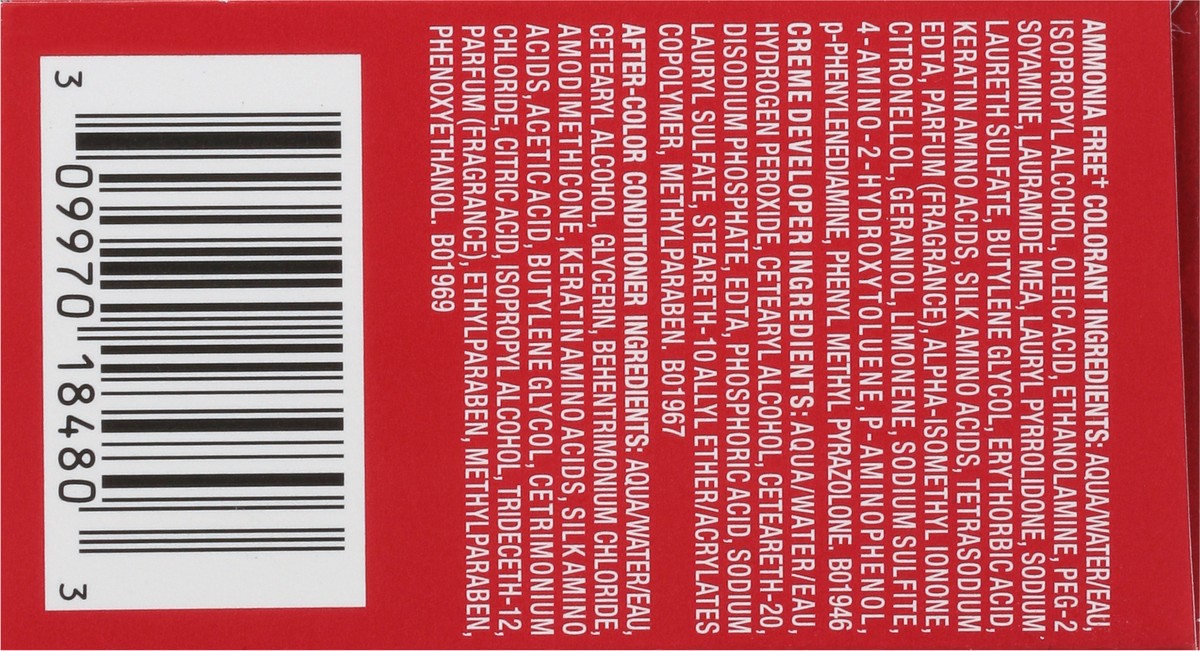 AMMONIA FREE† COLORANT INGREDIENTS: AQUA/WATER/EAU,
ISOPROPYL ALCOHOL, OLEIC ACID, ETHANOLAMINE, PEG-2
SOYAMINE, LAURAMIDE MEA, LAURYL PYRROLIDONE, SODIUM
LAURETH SULFATE, BUTYLENE GLYCOL, ERYTHORBIC ACID,
KERATIN AMINO ACIDS, SILK AMINO ACIDS, TETRASODIUM
EDTA, PARFUM (FRAGRANCE), ALPHA-ISOMETHYL IONONE,
CITRONELLOL, GERANIOL, LIMONENE, SODIUM SULFITE,
4-AMINO-2-HYDROXYTOLUENE, P-AMINOPHENOL,
p-PHENYLENEDIAMINE, PHENYL METHYL PYRAZOLONE. B01946
CREME DEVELOPER INGREDIENTS: AQUA/WATER/EAU,
HYDROGEN PEROXIDE, CETEARYL ALCOHOL, CETEARETH-20,
DISODIUM PHOSPHATE, EDTA, PHOSPHORIC ACID, SODIUM
LAURYL SULFATE, STEARETH-10 ALLYL ETHER/ACRYLATES
COPOLYMER, METHYLPARABEN. B01967
AFTER-COLOR CONDITIONER INGREDIENTS: AQUA/WATER/EAU,
CETEARYL ALCOHOL, GLYCERIN, BEHENTRIMONIUM CHLORIDE,
AMODIMETHICONE, KERATIN AMINO ACIDS, SILK AMINO
ACIDS, ACETIC ACID, BUTYLENE GLYCOL, CETRIMONIUM
CHLORIDE, CITRIC ACID, ISOPROPYL ALCOHOL, TRIDECETH-12,
PARFUM (FRAGRANCE), ETHYLPARABEN, METHYLPARABEN,
PHENOXYETHANOL. B01969
3 09970 18480 3